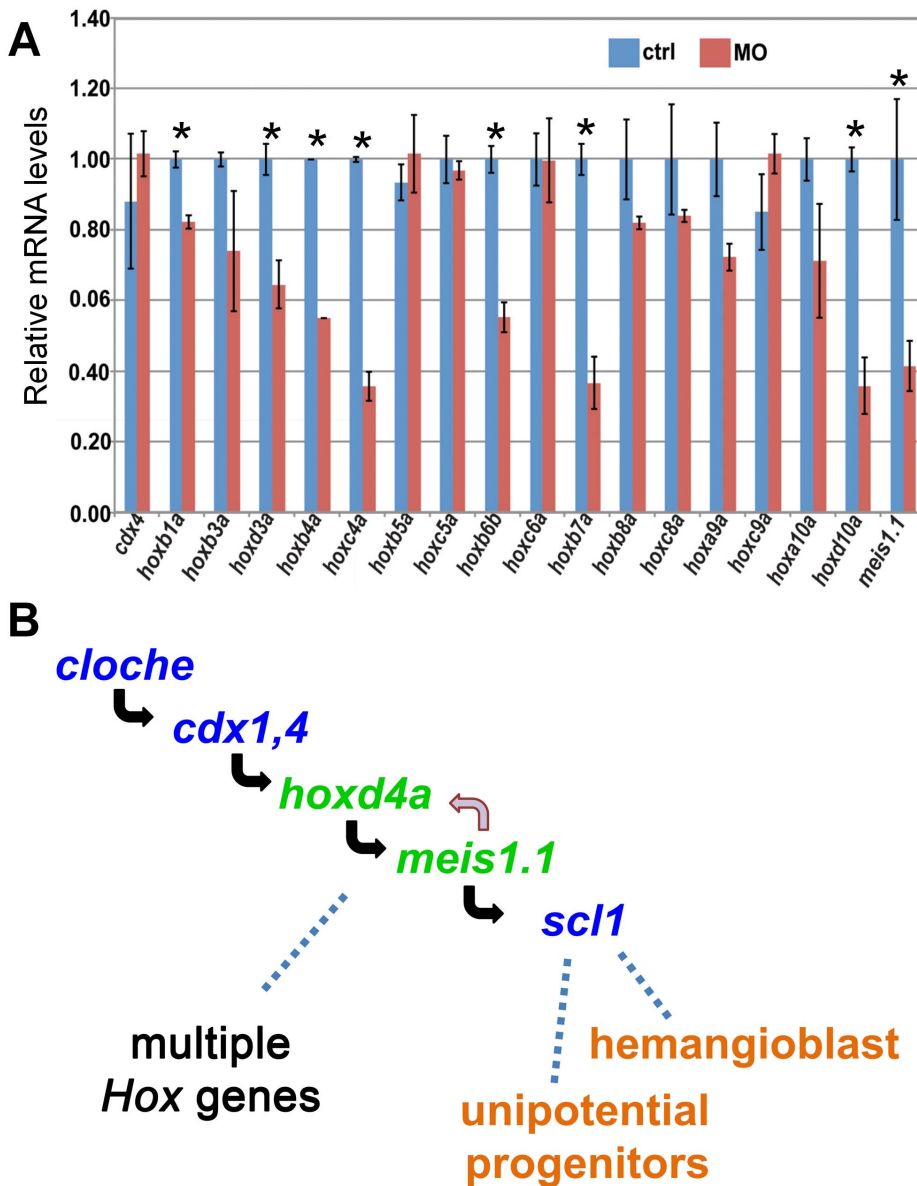 A
ctrl MO
Relative mRNA levels
1.40
1.20
1.00
0.80
0.06
0.40
0.20
0.00
* * * * * * * *
cdx4 hoxb1a hoxb3a hoxd3a hoxb4a hoxc4a hoxb5a hoxc5a hoxb6b hoxc6a hoxb7a hoxb8a hoxc8a hoxa9a hoxc9a hoxa10a hoxd10a meis1.1
B
cloche
cdx1,4
hoxd4a
meis1.1
scl1
multiple
Hox genes
hemangioblast
unipotential
progenitors